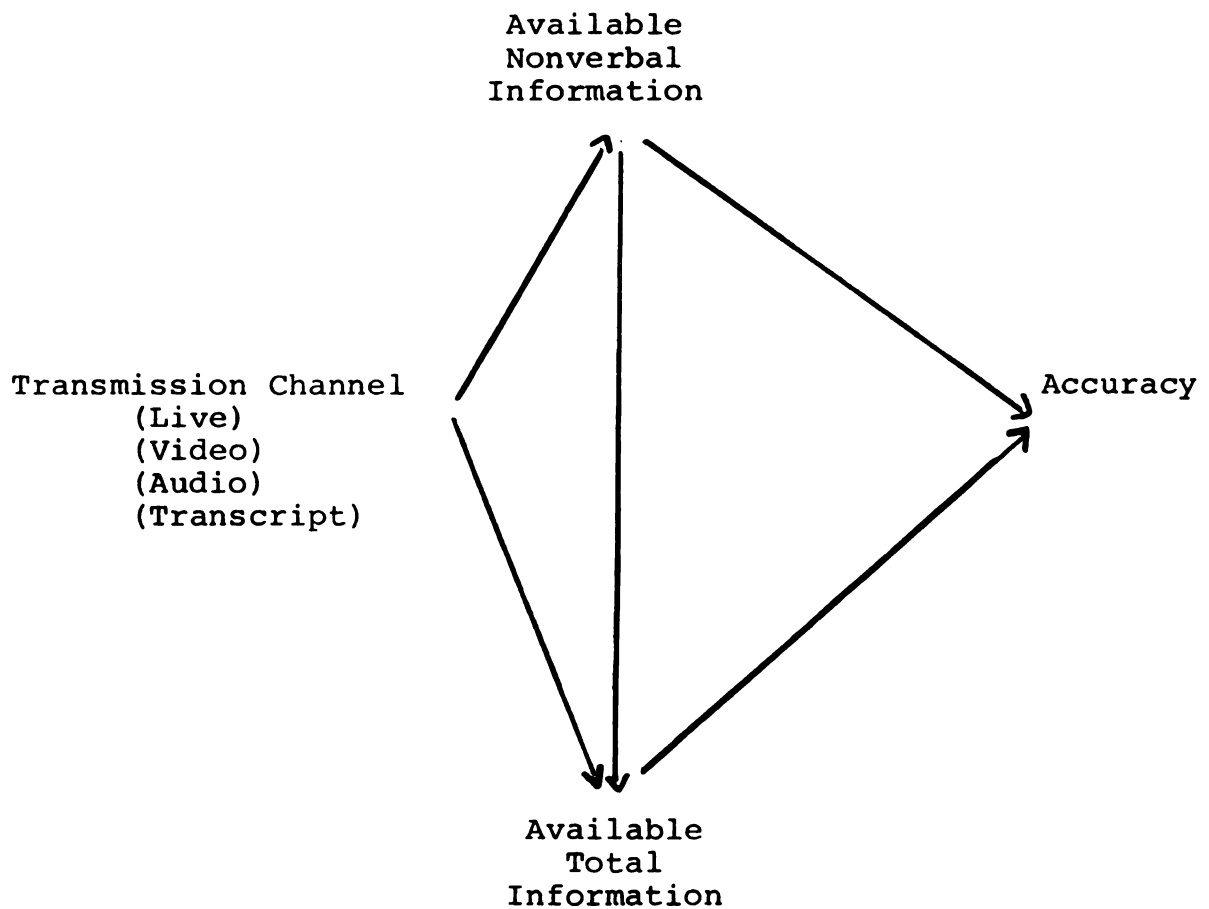 Available
Nonverbal
Information
Transmission Channel
(Live)
(Video)
(Audio)
(Transcript)
Accuracy
Available
Total
Information